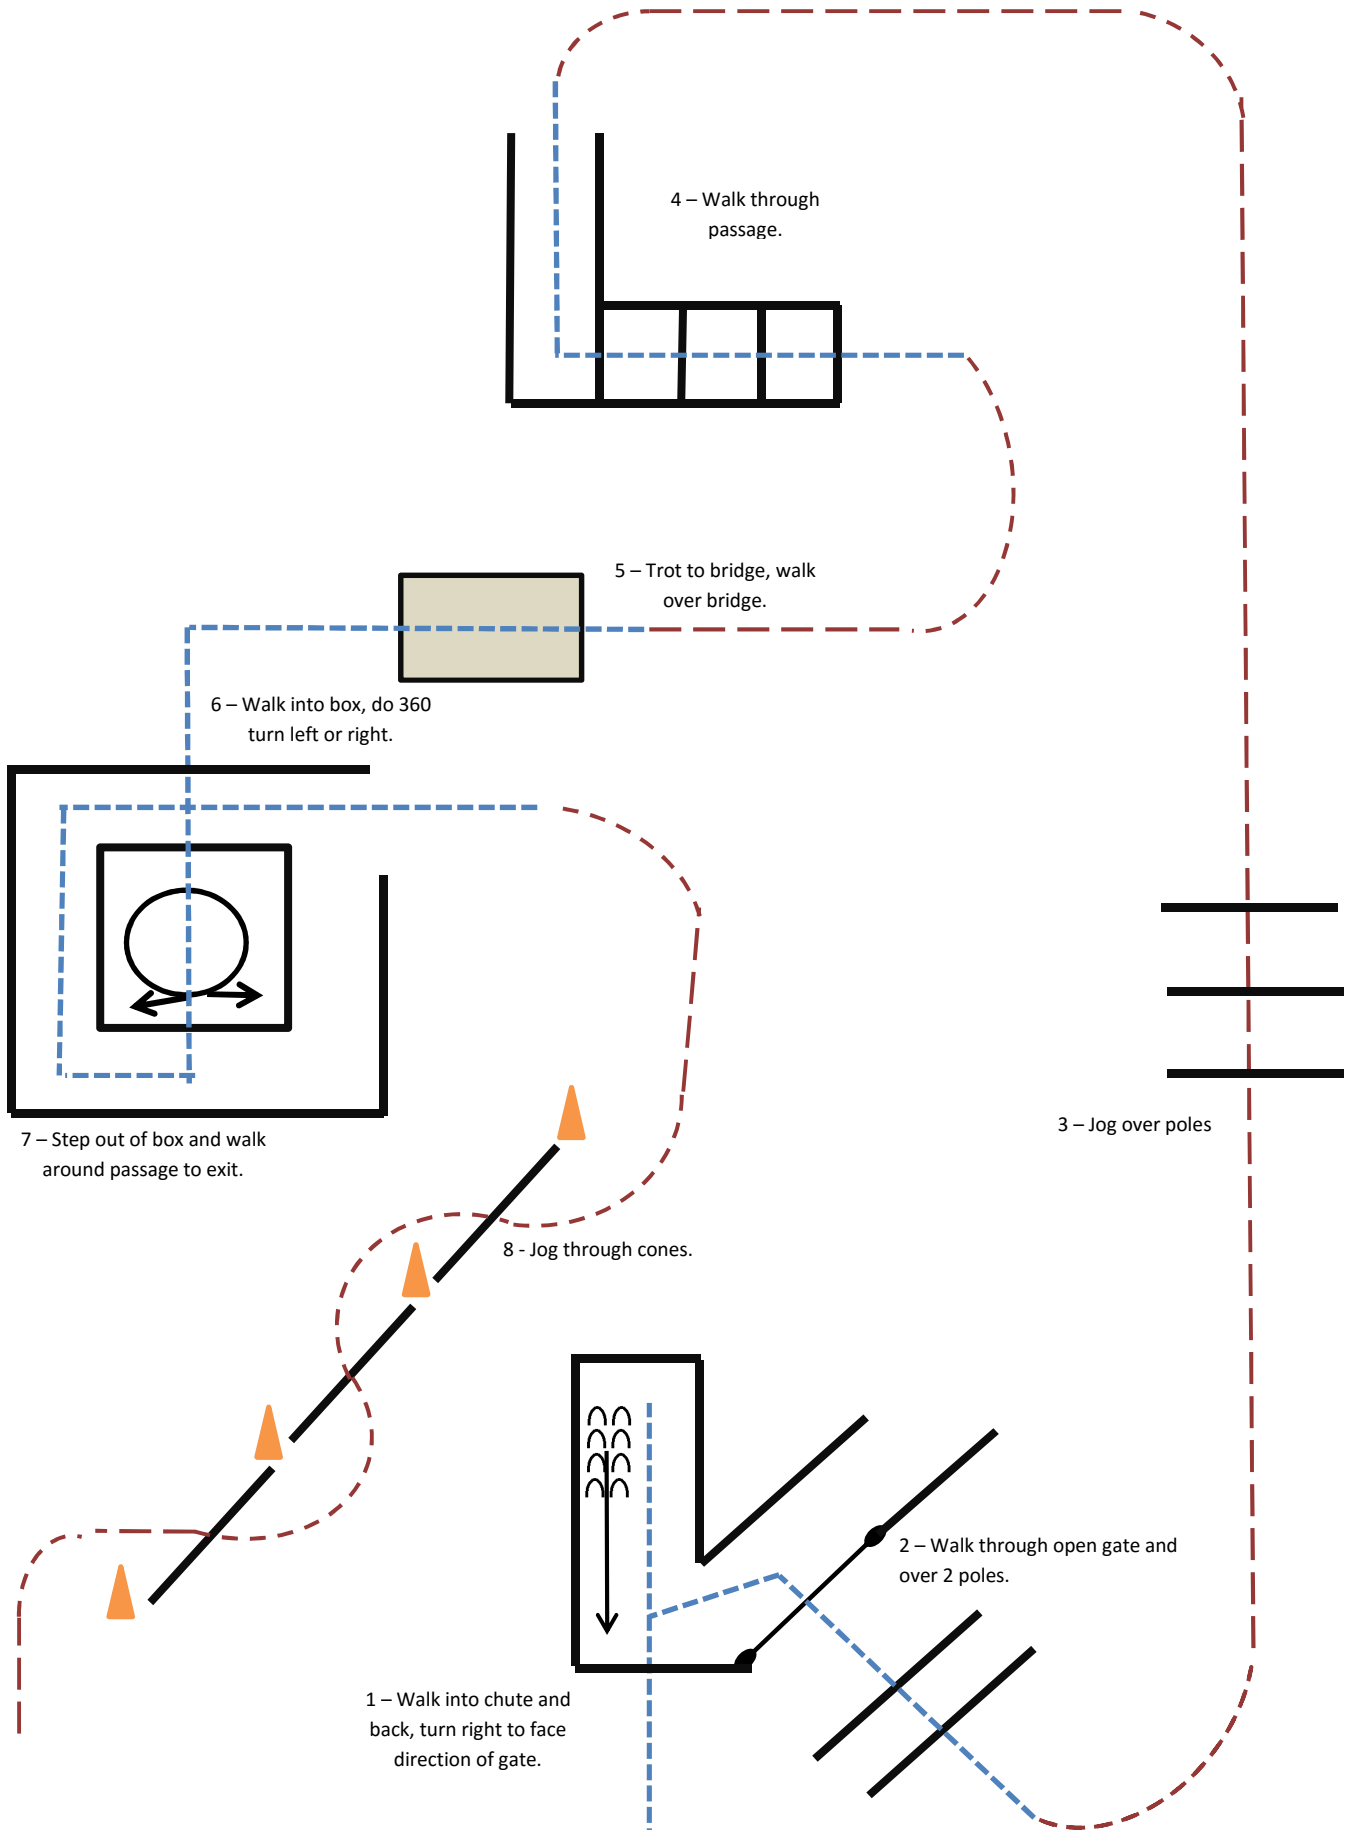 4 – Walk through
passage.
5 – Trot to bridge, walk
over bridge.
6 – Walk into box, do 360
turn left or right.
3 – Jog over poles
7 – Step out of box and walk
around passage to exit.
8 - Jog through cones.
2 – Walk through open gate and
over 2 poles.
1 – Walk into chute and
back, turn right to face
direction of gate.